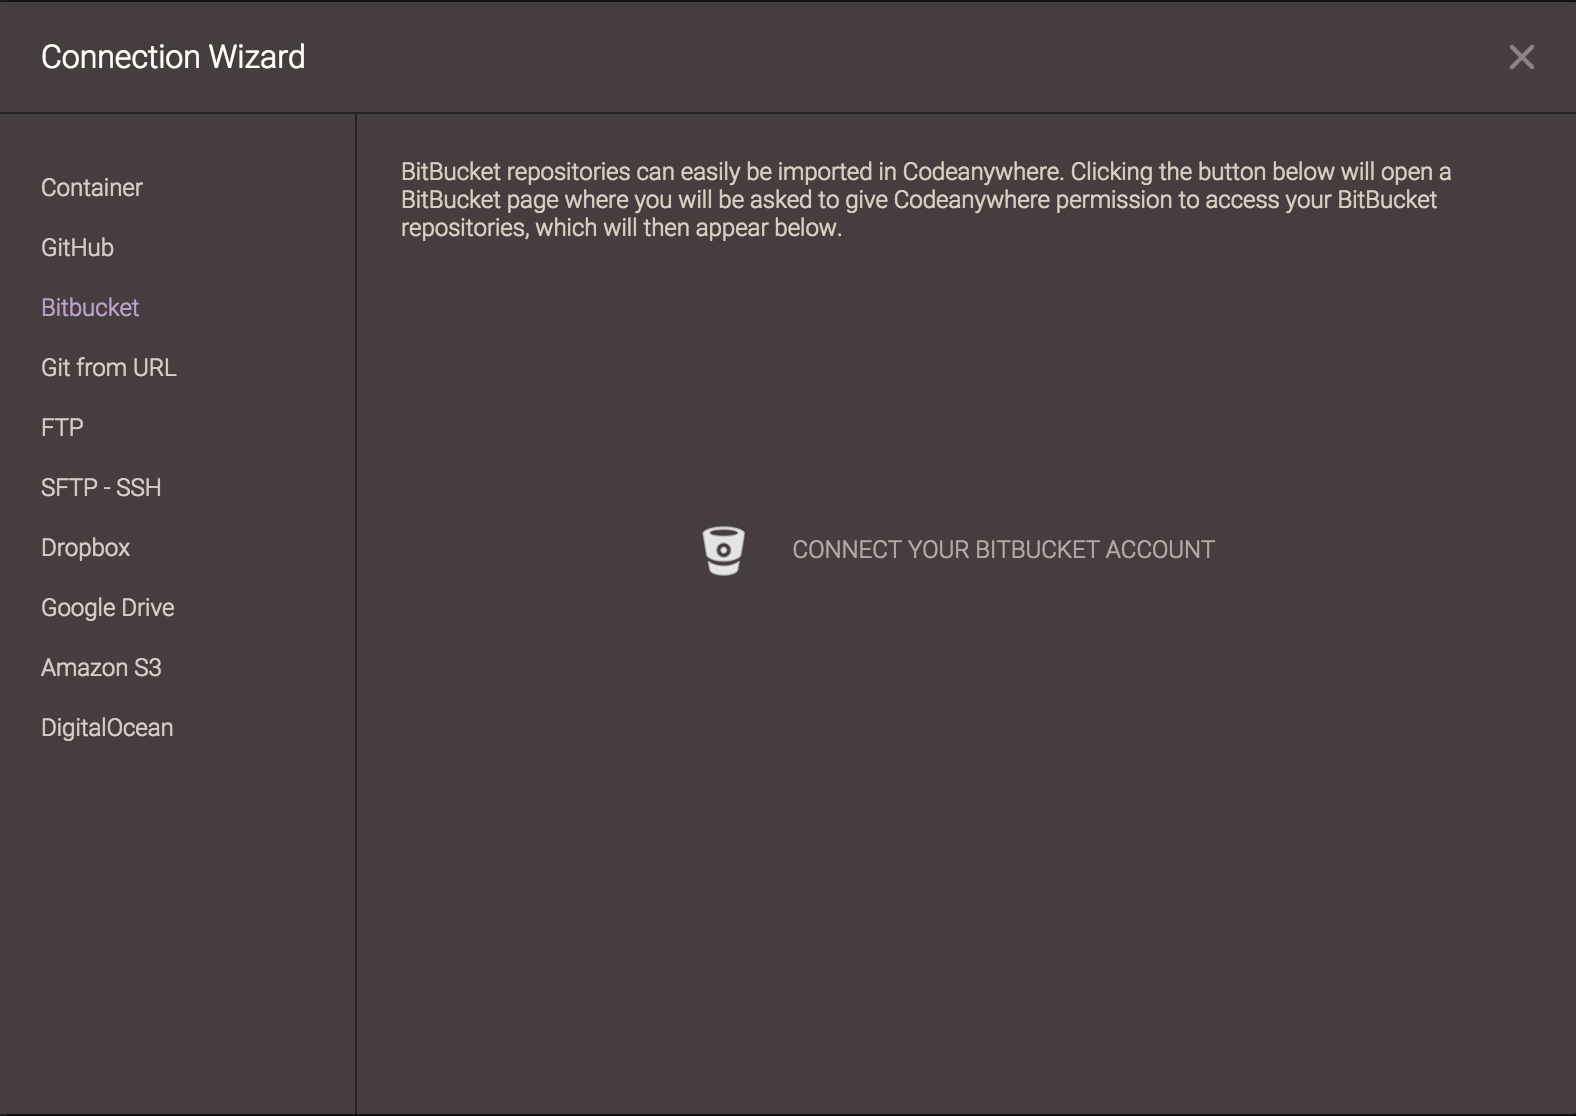 Connection Wizard
Container
GitHub
Bitbucket
Git from URL
FTP
SFTP - SSH
Dropbox
Google Drive
Amazon S3
DigitalOcean
BitBucket repositories can easily be imported in Codeanywhere. Clicking the button below will open a
BitBucket page where you will be asked to give Codeanywhere permission to access your BitBucket
repositories, which will then appear below.
CONNECT YOUR BITBUCKET ACCOUNT